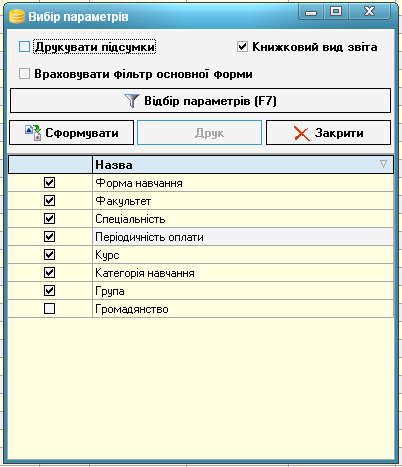 Вибір параметрів
Друкувати підсумки
Книжковий вид звіта
Враховувати фільтр основної форми
Відбір параметрів (F7)
Сформувати
Друк
Закрити
Назва
Форма навчання
Факультет
Спеціальність
Періодичність оплати
Курс
Категорія навчання
Група
Громадянство